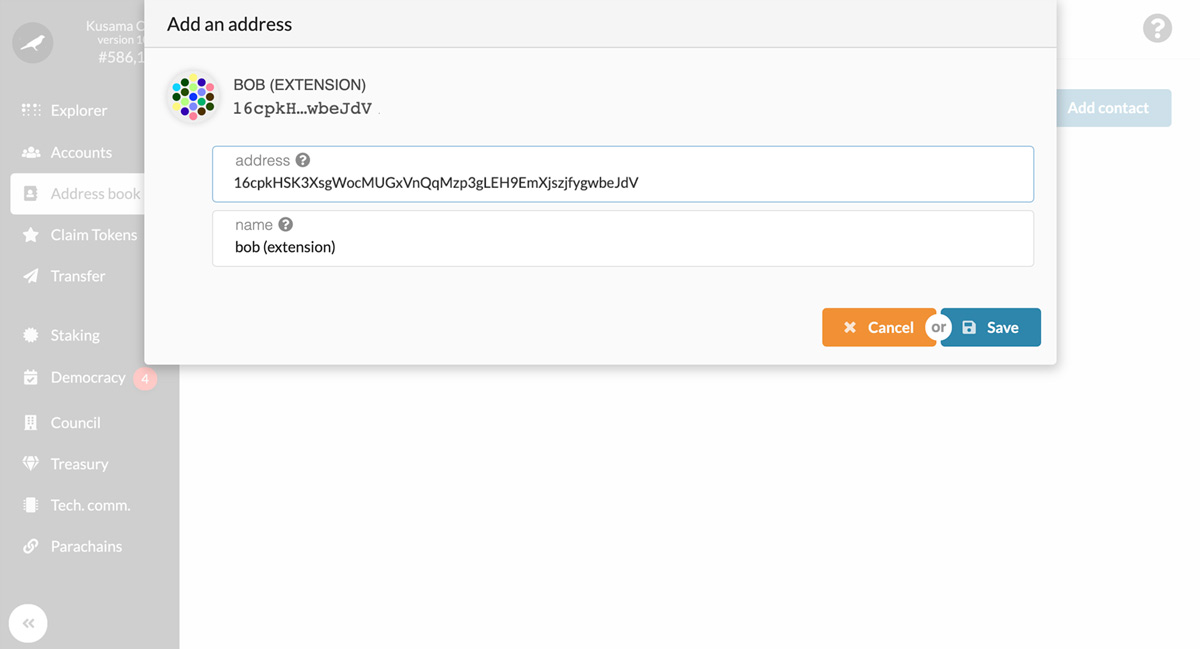 Add an address
Kusama C
version 10
#586,1
BOB (EXTENSION)
16cpkH…wbeJdV
Add contact
address
16cpkHSK3XsgWocMUGxVnQqMzp3gLEH9EmXjszjfygwbeJdV
name
bob (extension)
Cancel
or
Save
Explorer
Accounts
Address book
Claim Tokens
Transfer
Staking
Democracy 4
Council
Treasury
Tech. comm.
Parachains